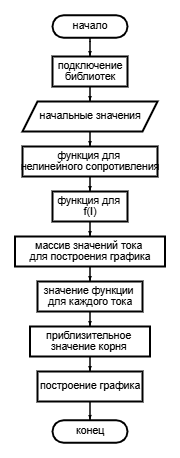 начало
подключение
библиотек
начальные значения
функция для
нелинейного сопротивления
функция для
f(I)
массив значений тока
для построения графика
значение функции
для каждого тока
приблизительное
значение корня
построение графика
конец